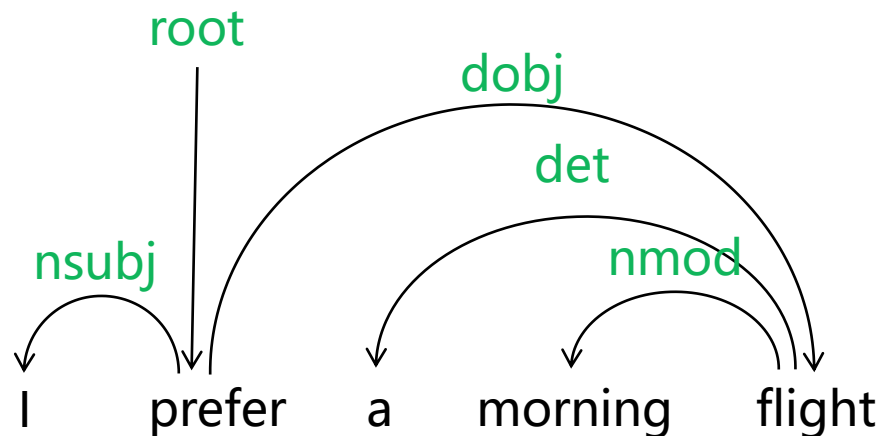 root
dobj
det
nsubj nmod
I prefer a morning flight